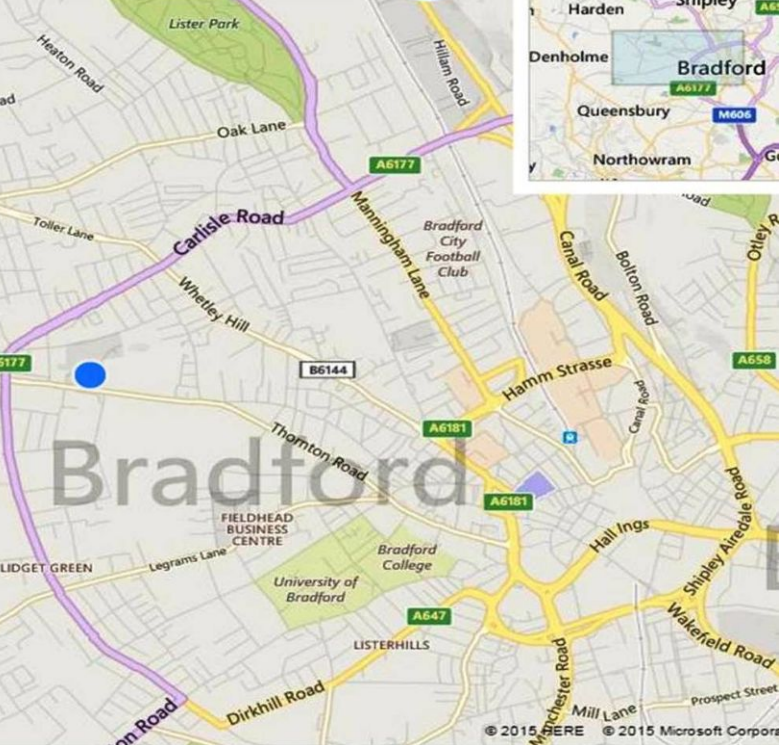 Lister Park
Heaton Road
Hillam Road
Oak Lane
A6177
Harden
Shipley
Denholme
Bradford
A6177
Queensbury
M606
Northowram
Toller Lane
Carlisle Road
Manningham Lane
Bradford
City
Football
Club
Canal Road
Bolton Road
Whetley Hill
B6144
Hamm Strasse
A658
Canal Road
A6181
Thornton Road
Bradford
A6181
FIELDHEAD
BUSINESS
CENTRE
Hall Ings
Shipley Airedale Road
LIDGET GREEN
Legrams Lane
Bradford
College
University of
Bradford
A647
LISTERHILLS
Wakefield Road
Dirkhill Road
Manchester Road
Mill Lane
Prospect Street
© 2015 HERE © 2015 Microsoft Corpora